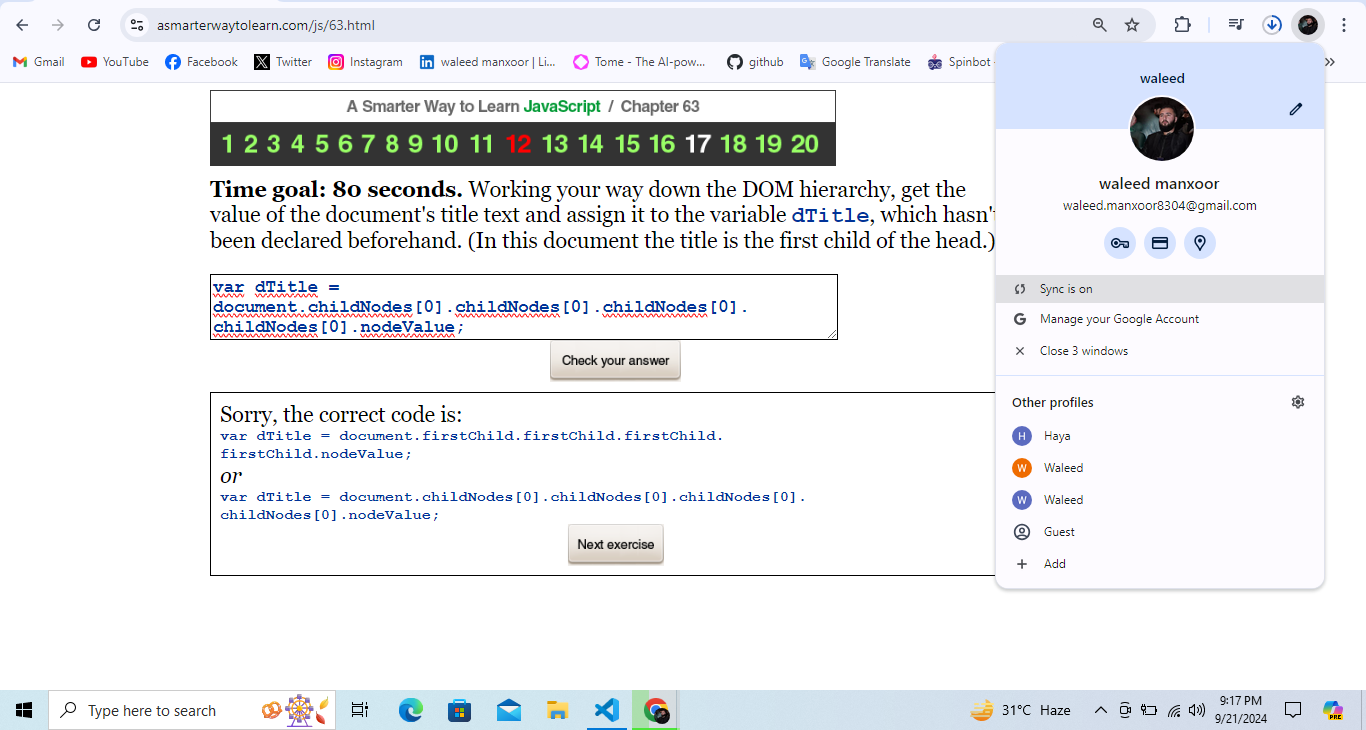 asmarterwaytolearn.com/js/63.html
Gmail YouTube Facebook Twitter Instagram waleed manxoor | Li... Tome - The AI-pow... github Google Translate Spinbot »
A Smarter Way to Learn JavaScript / Chapter 63
1 2 3 4 5 6 7 8 9 10 11 12 13 14 15 16 17 18 19 20
Time goal: 80 seconds. Working your way down the DOM hierarchy, get the
value of the document's title text and assign it to the variable dTitle, which hasn't
been declared beforehand. (In this document the title is the first child of the head.)
var dTitle =
document.childNodes[0].childNodes[0].childNodes[0].
childNodes[0].nodeValue;
Check your answer
Sorry, the correct code is:
var dTitle = document.firstChild.firstChild.firstChild.
firstChild.nodeValue;
or
var dTitle = document.childNodes[0].childNodes[0].childNodes[0].
childNodes[0].nodeValue;
Next exercise
waleed
waleed manxoor
waleed.manxoor8304@gmail.com
Sync is on
G Manage your Google Account
Close 3 windows
Other profiles
H Haya
W Waleed
W Waleed
Guest
Add
Type here to search
31°C Haze
9:17 PM
9/21/2024
PRE